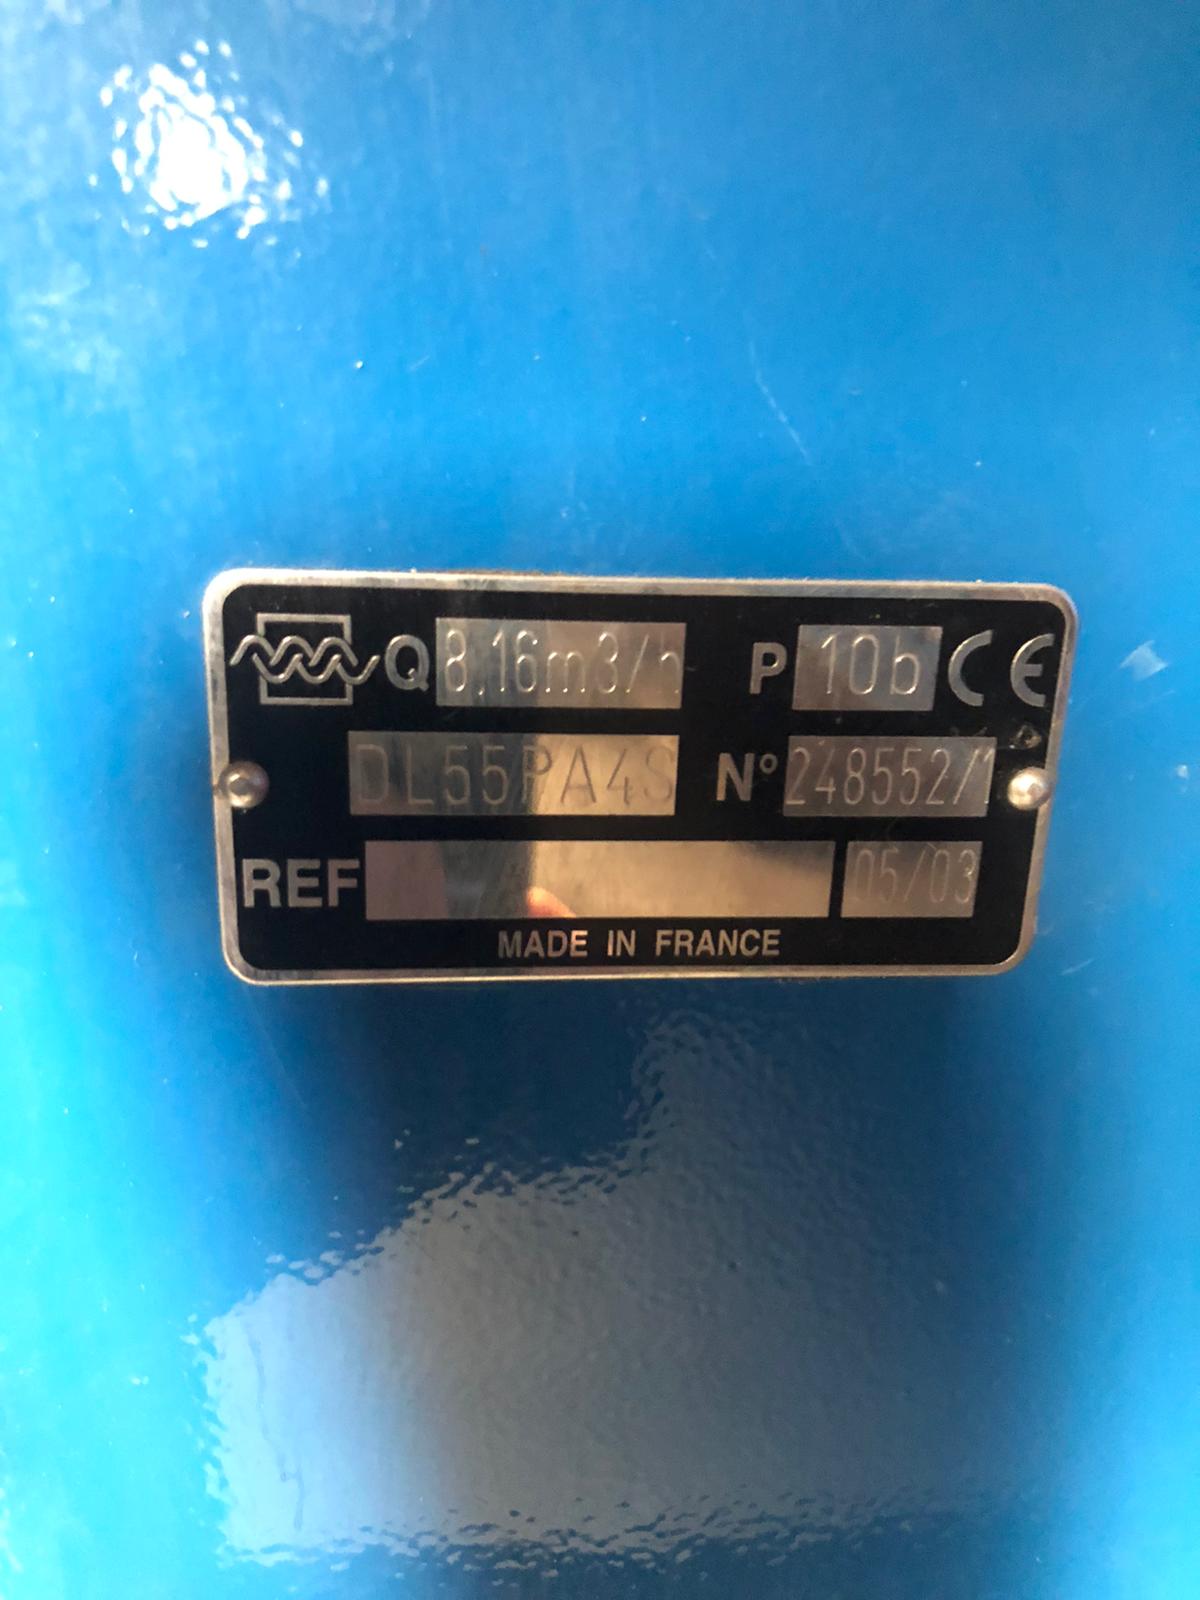 Q 8,16m3/h P 10b CE
DL55PA4S N° 248552/1
REF 05/03
MADE IN FRANCE